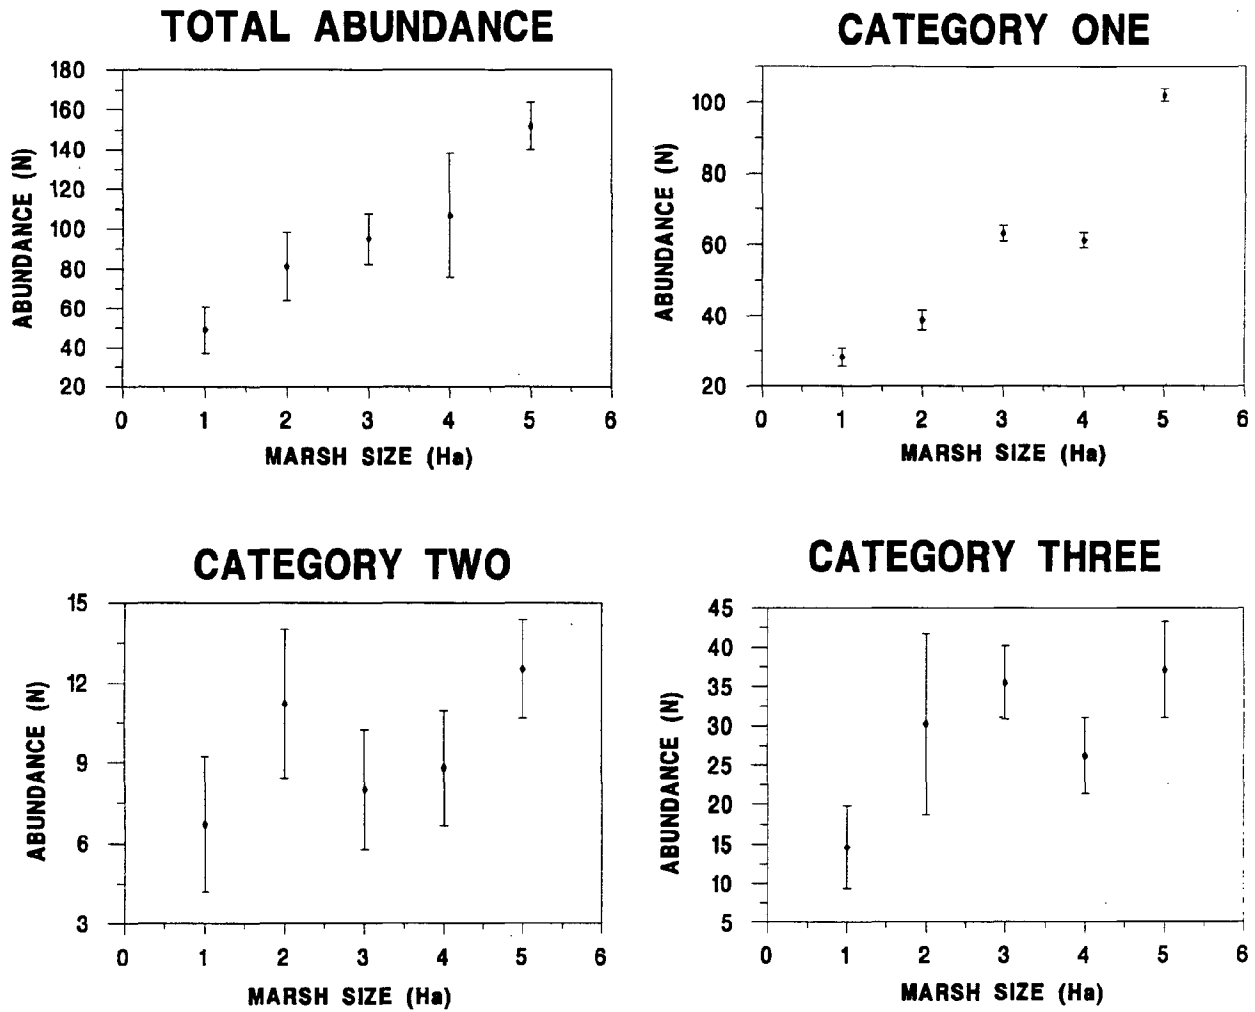 TOTAL ABUNDANCE
180
160
140
120
100
80
60
40
20
ABUNDANCE (N)
0 1 2 3 4 5 6
MARSH SIZE (Ha)
CATEGORY ONE
100
80
60
40
20
ABUNDANCE (N)
0 1 2 3 4 5 6
MARSH SIZE (Ha)
CATEGORY TWO
15
12
9
6
3
ABUNDANCE (N)
0 1 2 3 4 5 6
MARSH SIZE (Ha)
CATEGORY THREE
45
40
35
30
25
20
15
10
5
ABUNDANCE (N)
0 1 2 3 4 5 6
MARSH SIZE (Ha)